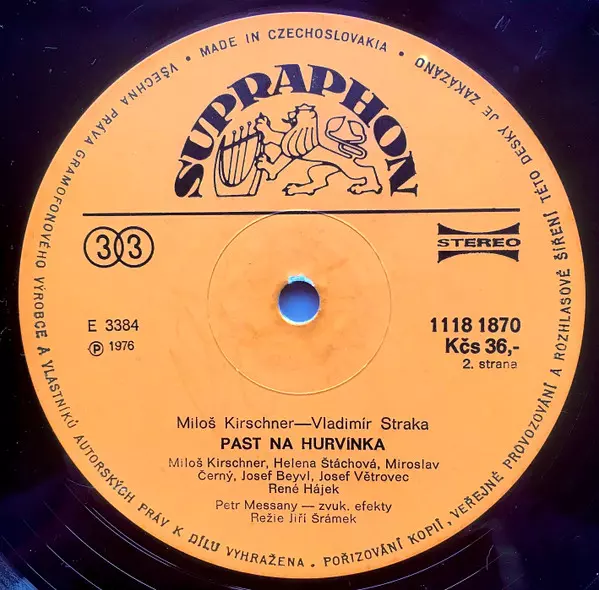 VŠECHNA PRÁVA GRAMOFONOVÉHO VÝROBCE A VLASTNÍKŮ AUTORSKÝCH PRÁV K DÍLU VYHRAŽENA • POŘIZOVÁNÍ KOPIÍ, VEŘEJNÉ PROVOZOVÁNÍ A ROZHLASOVÉ ŠÍŘENÍ TÉTO DESKY JE ZAKÁZÁNO
• MADE IN CZECHOSLOVAKIA •
SUPRAPHON
33
STEREO
E 3384
1118 1870
Ⓟ 1976
Kčs 36,-
2. strana
Miloš Kirschner—Vladimír Straka
PAST NA HURVÍNKA
Miloš Kirschner, Helena Štáchová, Miroslav
Černý, Josef Beyvl, Josef Větrovec
René Hájek
Petr Messany — zvuk. efekty
Režie Jiří Šrámek